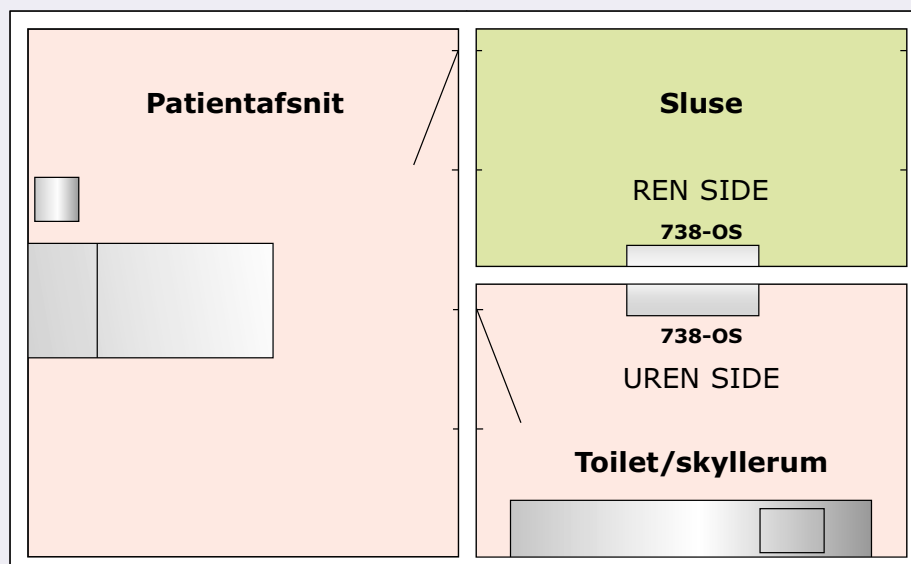 Patientafsnit
Sluse
REN SIDE
738-OS
738-OS
UREN SIDE
Toilet/skyllerum